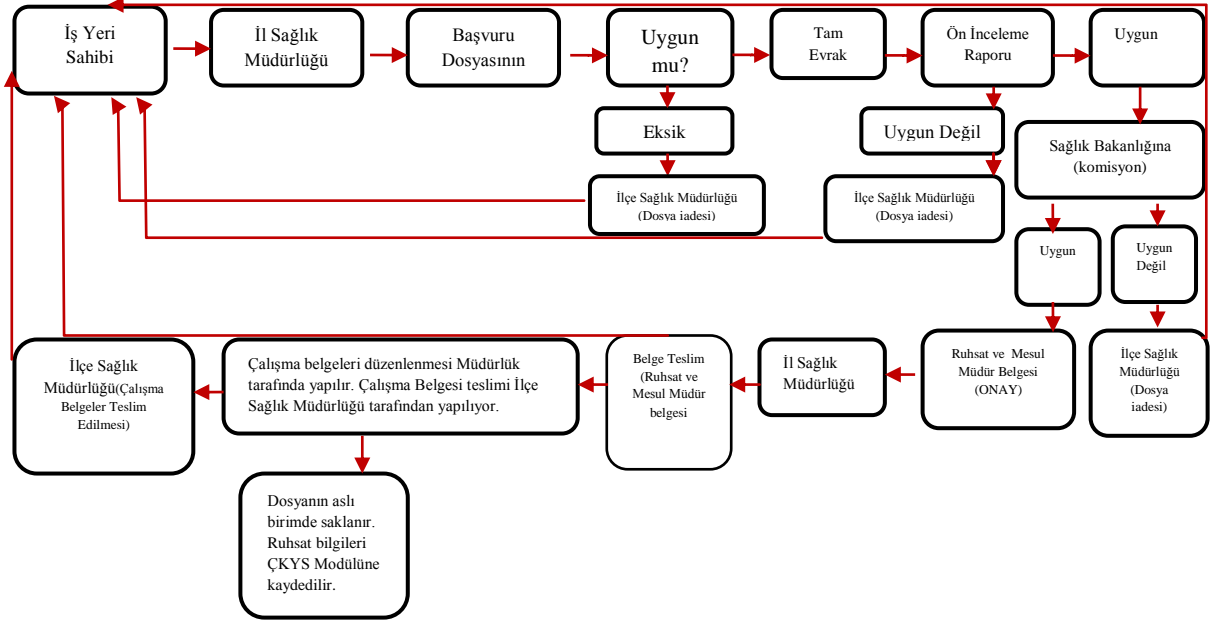 İş Yeri
Sahibi
İl Sağlık
Müdürlüğü
Başvuru
Dosyasının
Uygun
mu?
Tam
Evrak
Ön İnceleme
Raporu
Uygun
Eksik
Uygun Değil
Sağlık Bakanlığına
(komisyon)
İlçe Sağlık Müdürlüğü
(Dosya iadesi)
İlçe Sağlık Müdürlüğü
(Dosya iadesi)
Uygun
Uygun
Değil
İlçe Sağlık
Müdürlüğü(Çalışma
Belgeler Teslim
Edilmesi)
Çalışma belgeleri düzenlenmesi Müdürlük
tarafında yapılır. Çalışma Belgesi teslimi İlçe
Sağlık Müdürlüğü tarafından yapılıyor.
Belge Teslim
(Ruhsat ve
Mesul Müdür
belgesi
İl Sağlık
Müdürlüğü
Ruhsat ve Mesul
Müdür Belgesi
(ONAY)
İlçe Sağlık
Müdürlüğü
(Dosya
iadesi)
Dosyanın aslı
birimde saklanır.
Ruhsat bilgileri
ÇKYS Modülüne
kaydedilir.